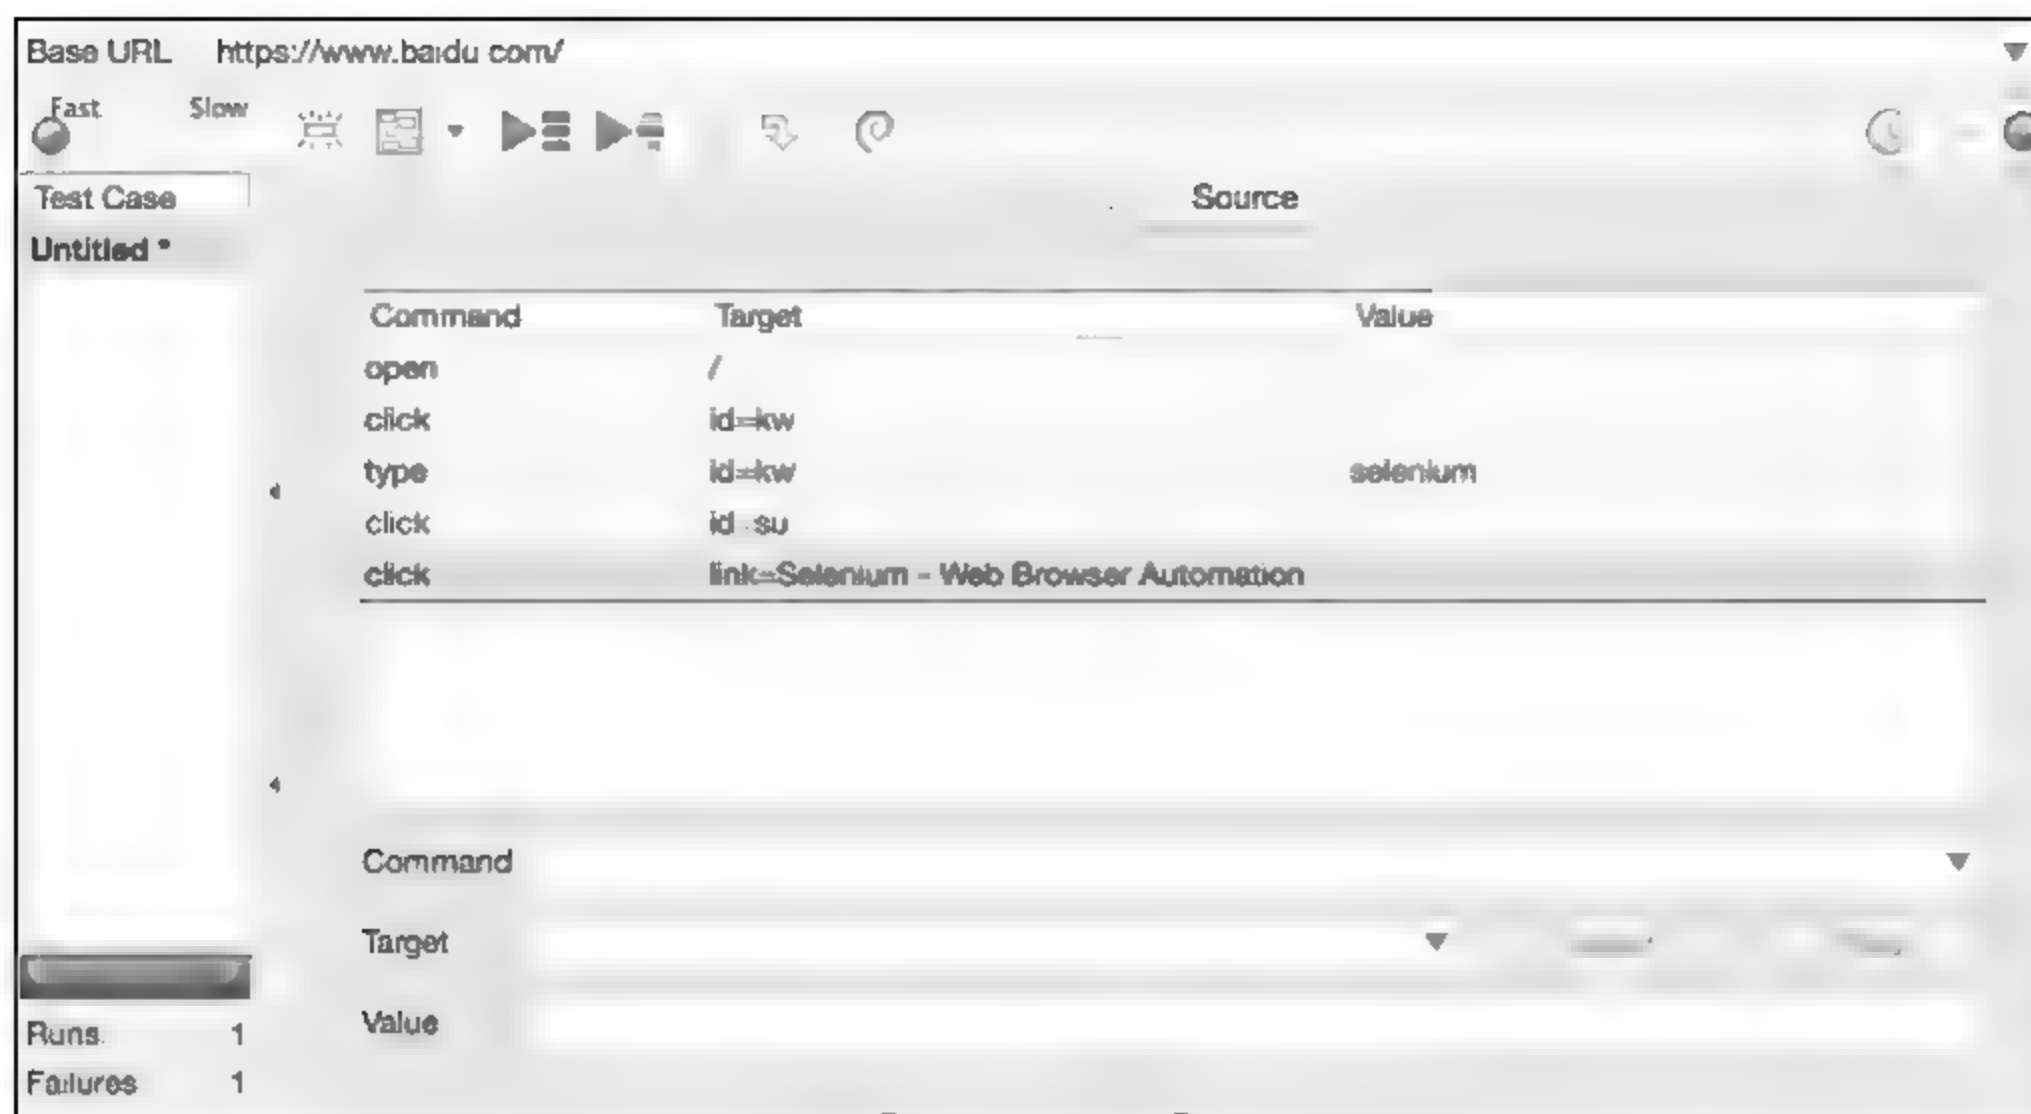 Base URL https://www.baidu.com/
Fast Slow
Test Case
Source
Untitled *
Command Target Value
open /
click id=kw
type id=kw selenium
click id=su
click link=Selenium - Web Browser Automation
Command
Target
Value
Runs: 1
Failures 1